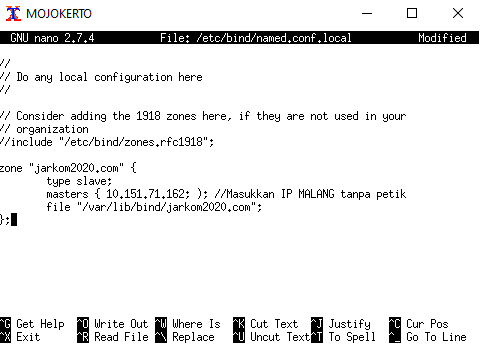 MOJOKERTO
GNU nano 2.7.4 File: /etc/bind/named.conf.local Modified
//
// Do any local configuration here
//
// Consider adding the 1918 zones here, if they are not used in your
// organization
//include "/etc/bind/zones.rfc1918";
zone "jarkom2020.com" {
type slave;
masters { 10.151.71.162; }; //Masukkan IP MALANG tanpa petik
file "/var/lib/bind/jarkom2020.com";
};
^G Get Help ^O Write Out ^W Where Is ^K Cut Text ^J Justify ^C Cur Pos
^X Exit ^R Read File ^\ Replace ^U Uncut Text ^T To Spell ^_ Go To Line